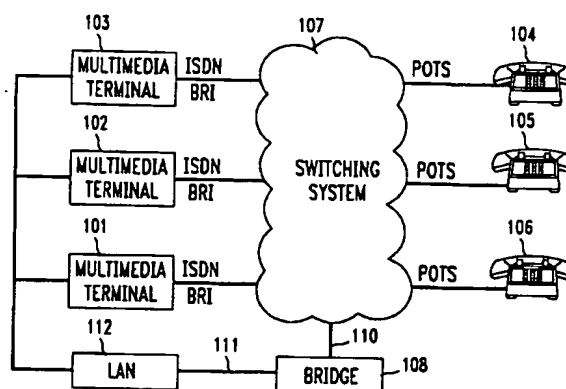 103
107
104
MULTIMEDIA
TERMINAL
ISDN
BRI
POTS
102
105
MULTIMEDIA
TERMINAL
ISDN
BRI
SWITCHING
SYSTEM
POTS
101
106
MULTIMEDIA
TERMINAL
ISDN
BRI
POTS
112
110
LAN
111
BRIDGE
108